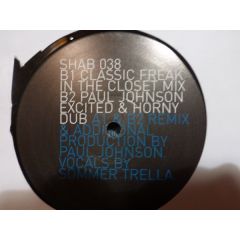 SHAB 038
B1 CLASSIC FREAK
IN THE CLOSET MIX
B2 PAUL JOHNSON
EXCITED & HORNY
DUB A1 & B2 REMIX
& ADDITIONAL
PRODUCTION BY
PAUL JOHNSON.
VOCALS BY
SOMMER TRELLA